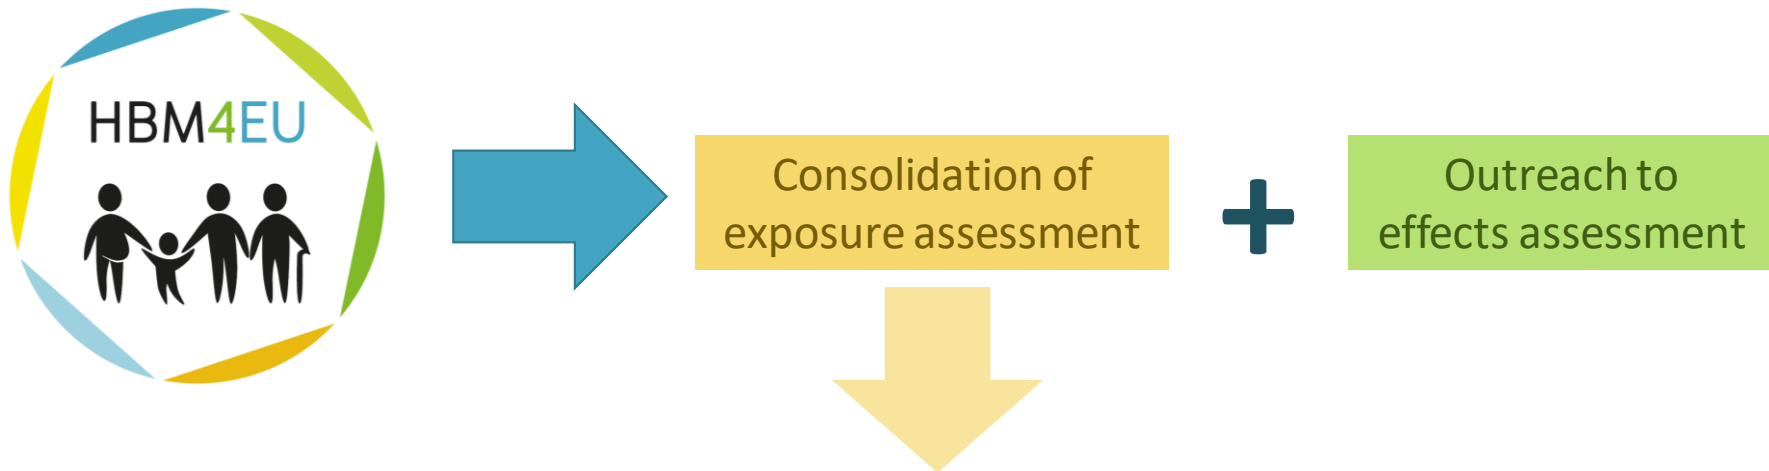 HBM4EU
Consolidation of
exposure assessment
+
Outreach to
effects assessment